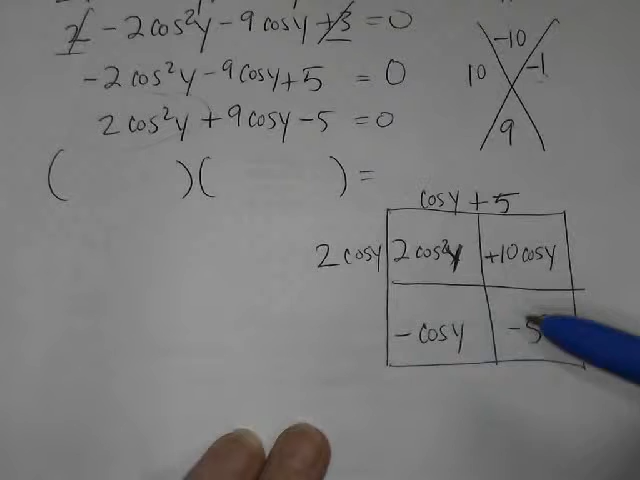 2 - 2cos²y - 9cosy + 3 = 0
-2cos²y - 9cosy + 5 = 0
2cos²y + 9cosy - 5 = 0
( )( ) =
-10
10 -1
9
cosy + 5
2cosy 2cos²y +10cosy
-cosy -5